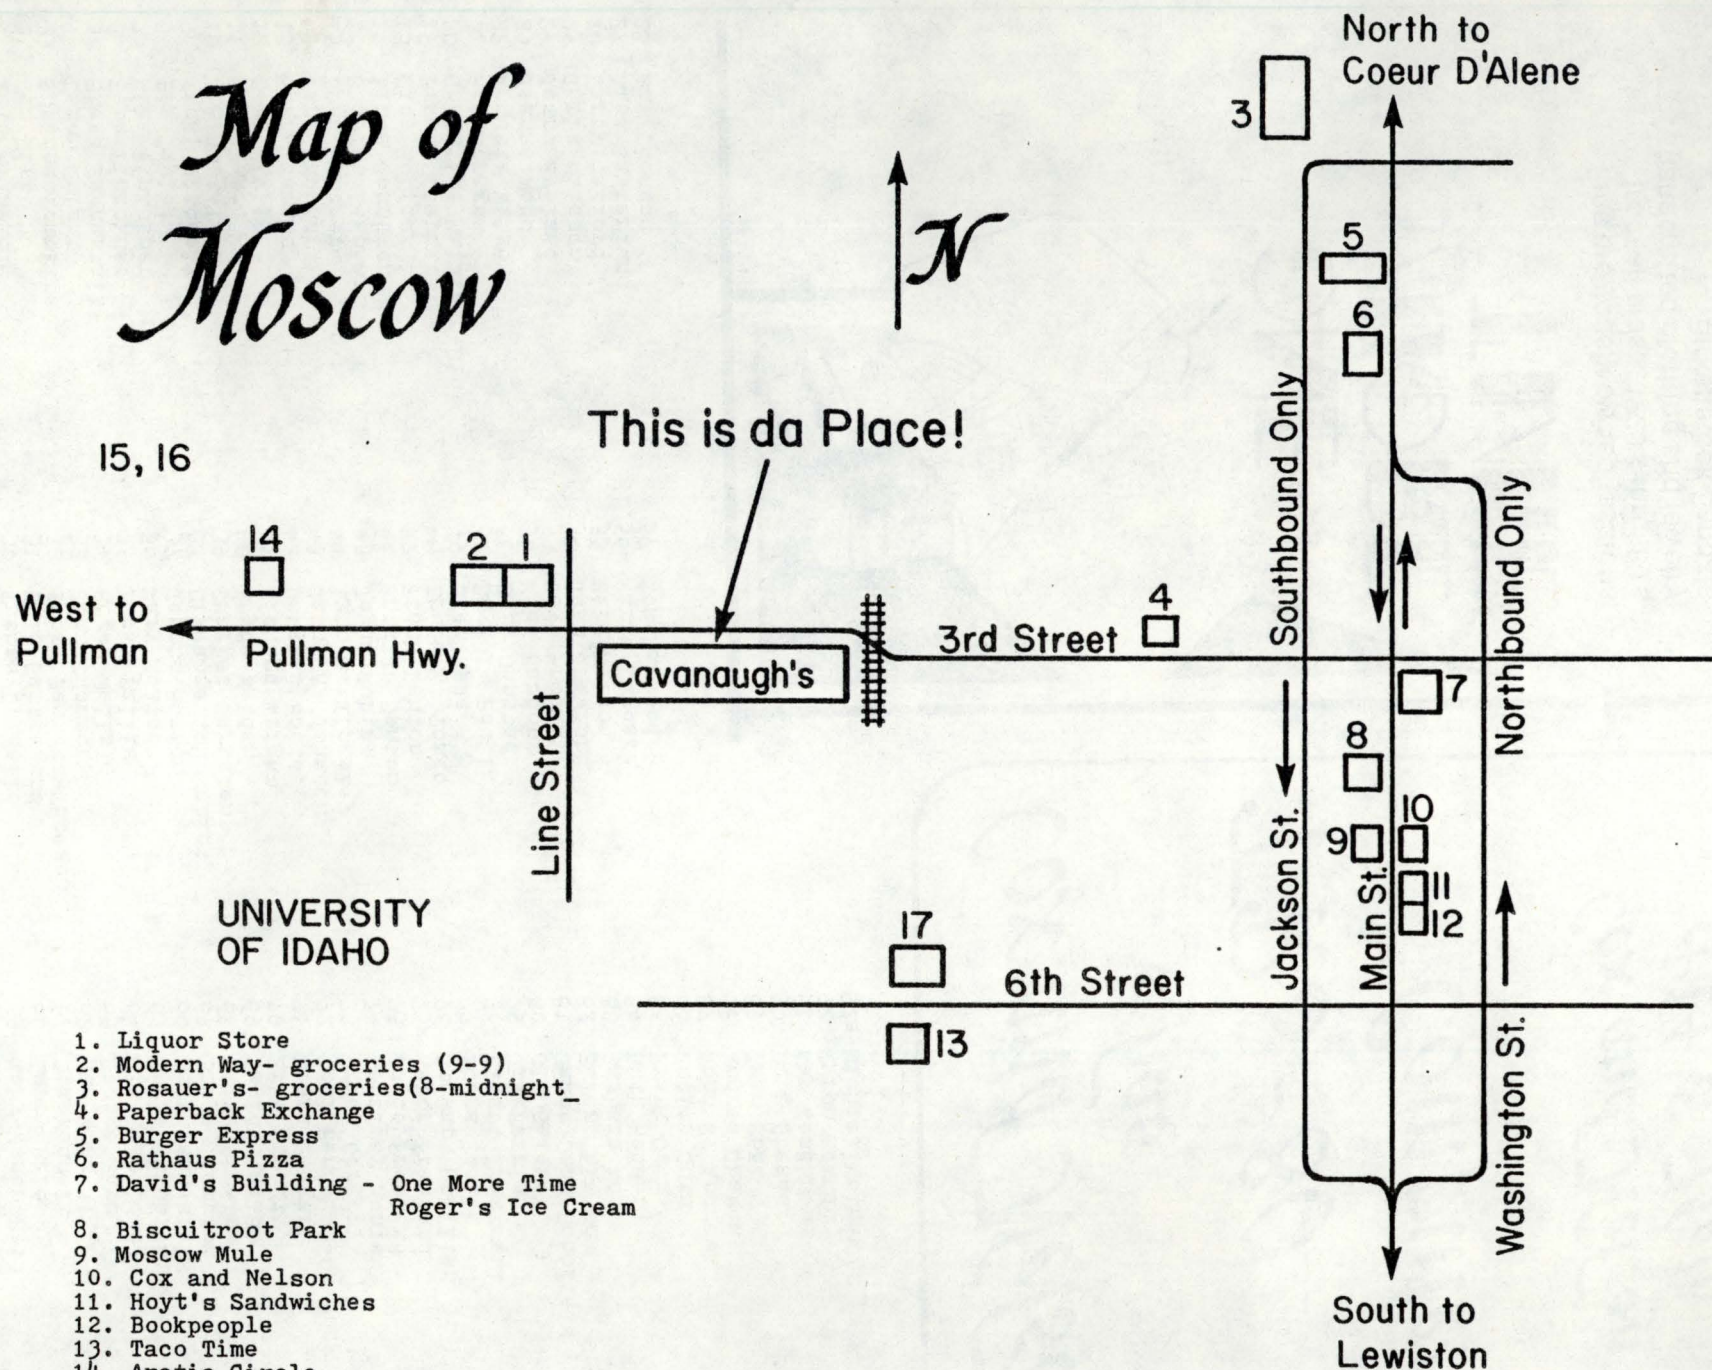 Map of
Moscow
North to
Coeur D'Alene
3
N
5
6
This is da Place!
15, 16
Southbound Only
Northbound Only
14
2
1
4
West to
Pullman
Pullman Hwy.
3rd Street
Cavanaugh's
7
Line Street
8
10
9
11
12
Jackson St.
Main St.
UNIVERSITY
OF IDAHO
17
6th Street
13
Washington St.
1. Liquor Store
2. Modern Way- groceries (9-9)
3. Rosauer's- groceries(8-midnight_
4. Paperback Exchange
5. Burger Express
6. Rathaus Pizza
7. David's Building - One More Time
Roger's Ice Cream
8. Biscuitroot Park
9. Moscow Mule
10. Cox and Nelson
11. Hoyt's Sandwiches
12. Bookpeople
13. Taco Time
14. Arctic Circle
South to
Lewiston